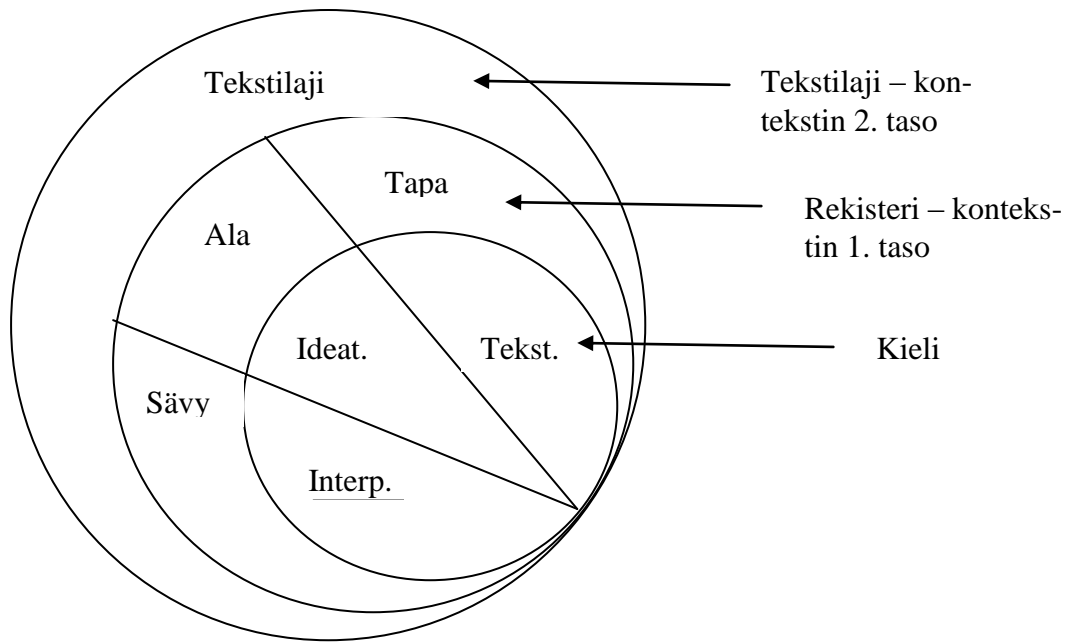 Tekstilaji
Tekstilaji – kon-
tekstin 2. taso
Tapa
Rekisteri – konteks-
tin 1. taso
Ala
Ideat.
Tekst.
Kieli
Sävy
Interp.